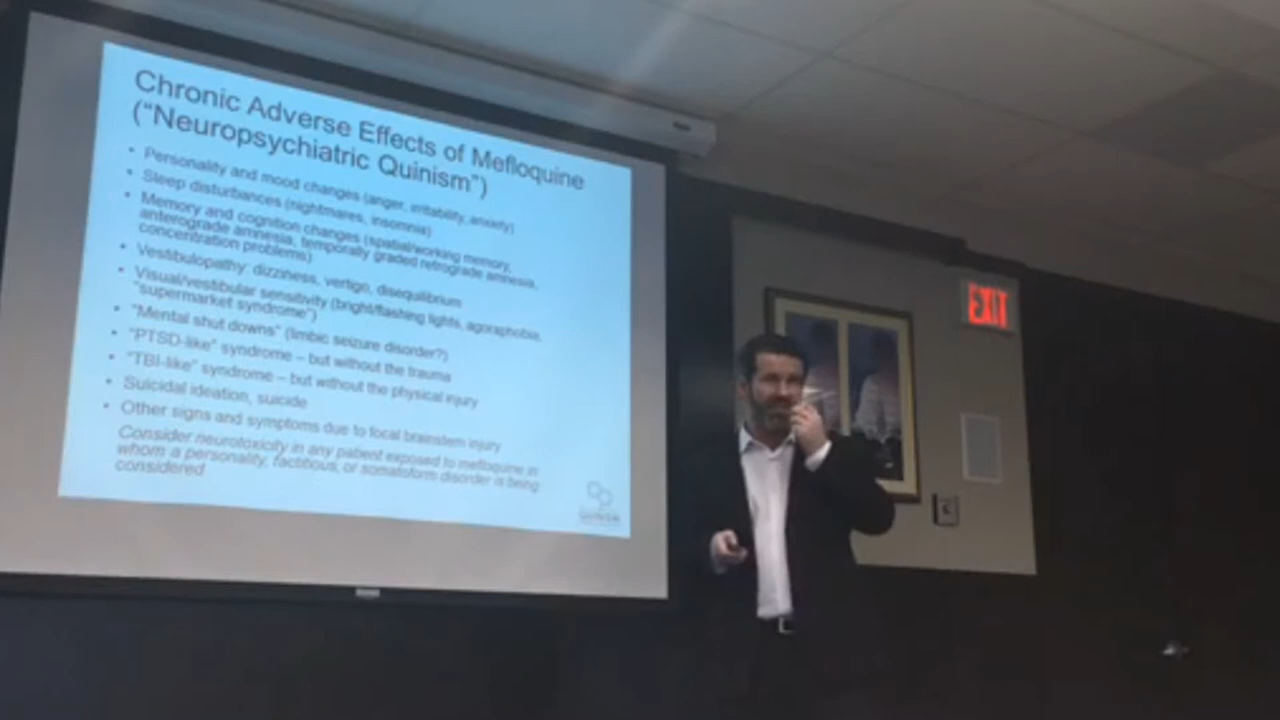 Chronic Adverse Effects of Mefloquine
("Neuropsychiatric Quinism")
• Personality and mood changes (anger, irritability, anxiety)
• Sleep disturbances (nightmares, insomnia)
• Memory and cognition changes (spatial/working memory,
anterograde amnesia, temporally graded retrograde amnesia,
concentration problems)
• Vestibulopathy: dizziness, vertigo, disequilibrium
• Visual/vestibular sensitivity (bright/flashing lights, agoraphobia,
"supermarket syndrome")
• "Mental shut downs" (limbic seizure disorder?)
• "PTSD-like" syndrome – but without the trauma
• "TBI-like" syndrome – but without the physical injury
• Suicidal ideation, suicide
• Other signs and symptoms due to focal brainstem injury
Consider neurotoxicity in any patient exposed to mefloquine in
whom a personality, factitious, or somatoform disorder is being
considered
EXIT